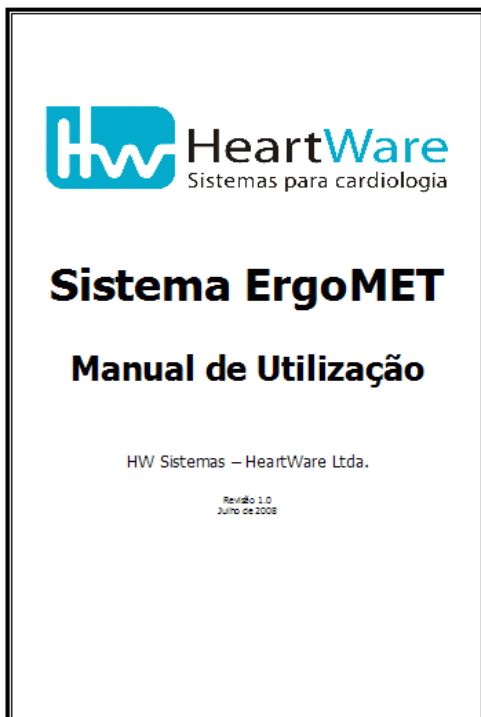 HW HeartWare
Sistemas para cardiologia
Sistema ErgoMET
Manual de Utilização
HW Sistemas – HeartWare Ltda.
Revisão 1.0
Julho de 2008